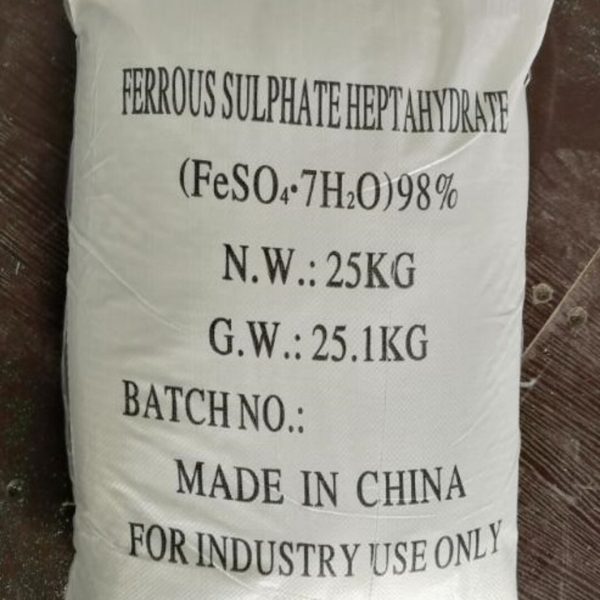 FERROUS SULPHATE HEPTAHYDRATE
(FeSO₄·7H₂O)98%
N.W.: 25KG
G.W.: 25.1KG
BATCH NO.:
MADE IN CHINA
FOR INDUSTRY USE ONLY